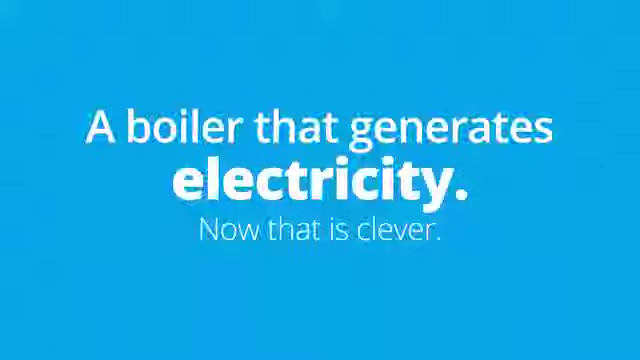 A boiler that generates
electricity.
Now that is clever.